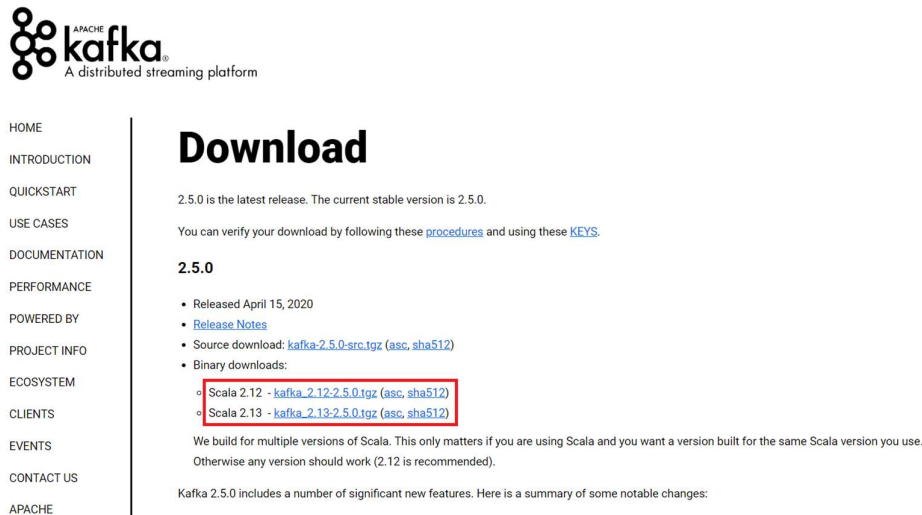 APACHE
kafka®
A distributed streaming platform
HOME
INTRODUCTION
QUICKSTART
USE CASES
DOCUMENTATION
PERFORMANCE
POWERED BY
PROJECT INFO
ECOSYSTEM
CLIENTS
EVENTS
CONTACT US
APACHE
Download
2.5.0 is the latest release. The current stable version is 2.5.0.
You can verify your download by following these procedures and using these KEYS.
2.5.0
• Released April 15, 2020
• Release Notes
• Source download: kafka-2.5.0-src.tgz (asc, sha512)
• Binary downloads:
◦ Scala 2.12 - kafka_2.12-2.5.0.tgz (asc, sha512)
◦ Scala 2.13 - kafka_2.13-2.5.0.tgz (asc, sha512)
We build for multiple versions of Scala. This only matters if you are using Scala and you want a version built for the same Scala version you use.
Otherwise any version should work (2.12 is recommended).
Kafka 2.5.0 includes a number of significant new features. Here is a summary of some notable changes: